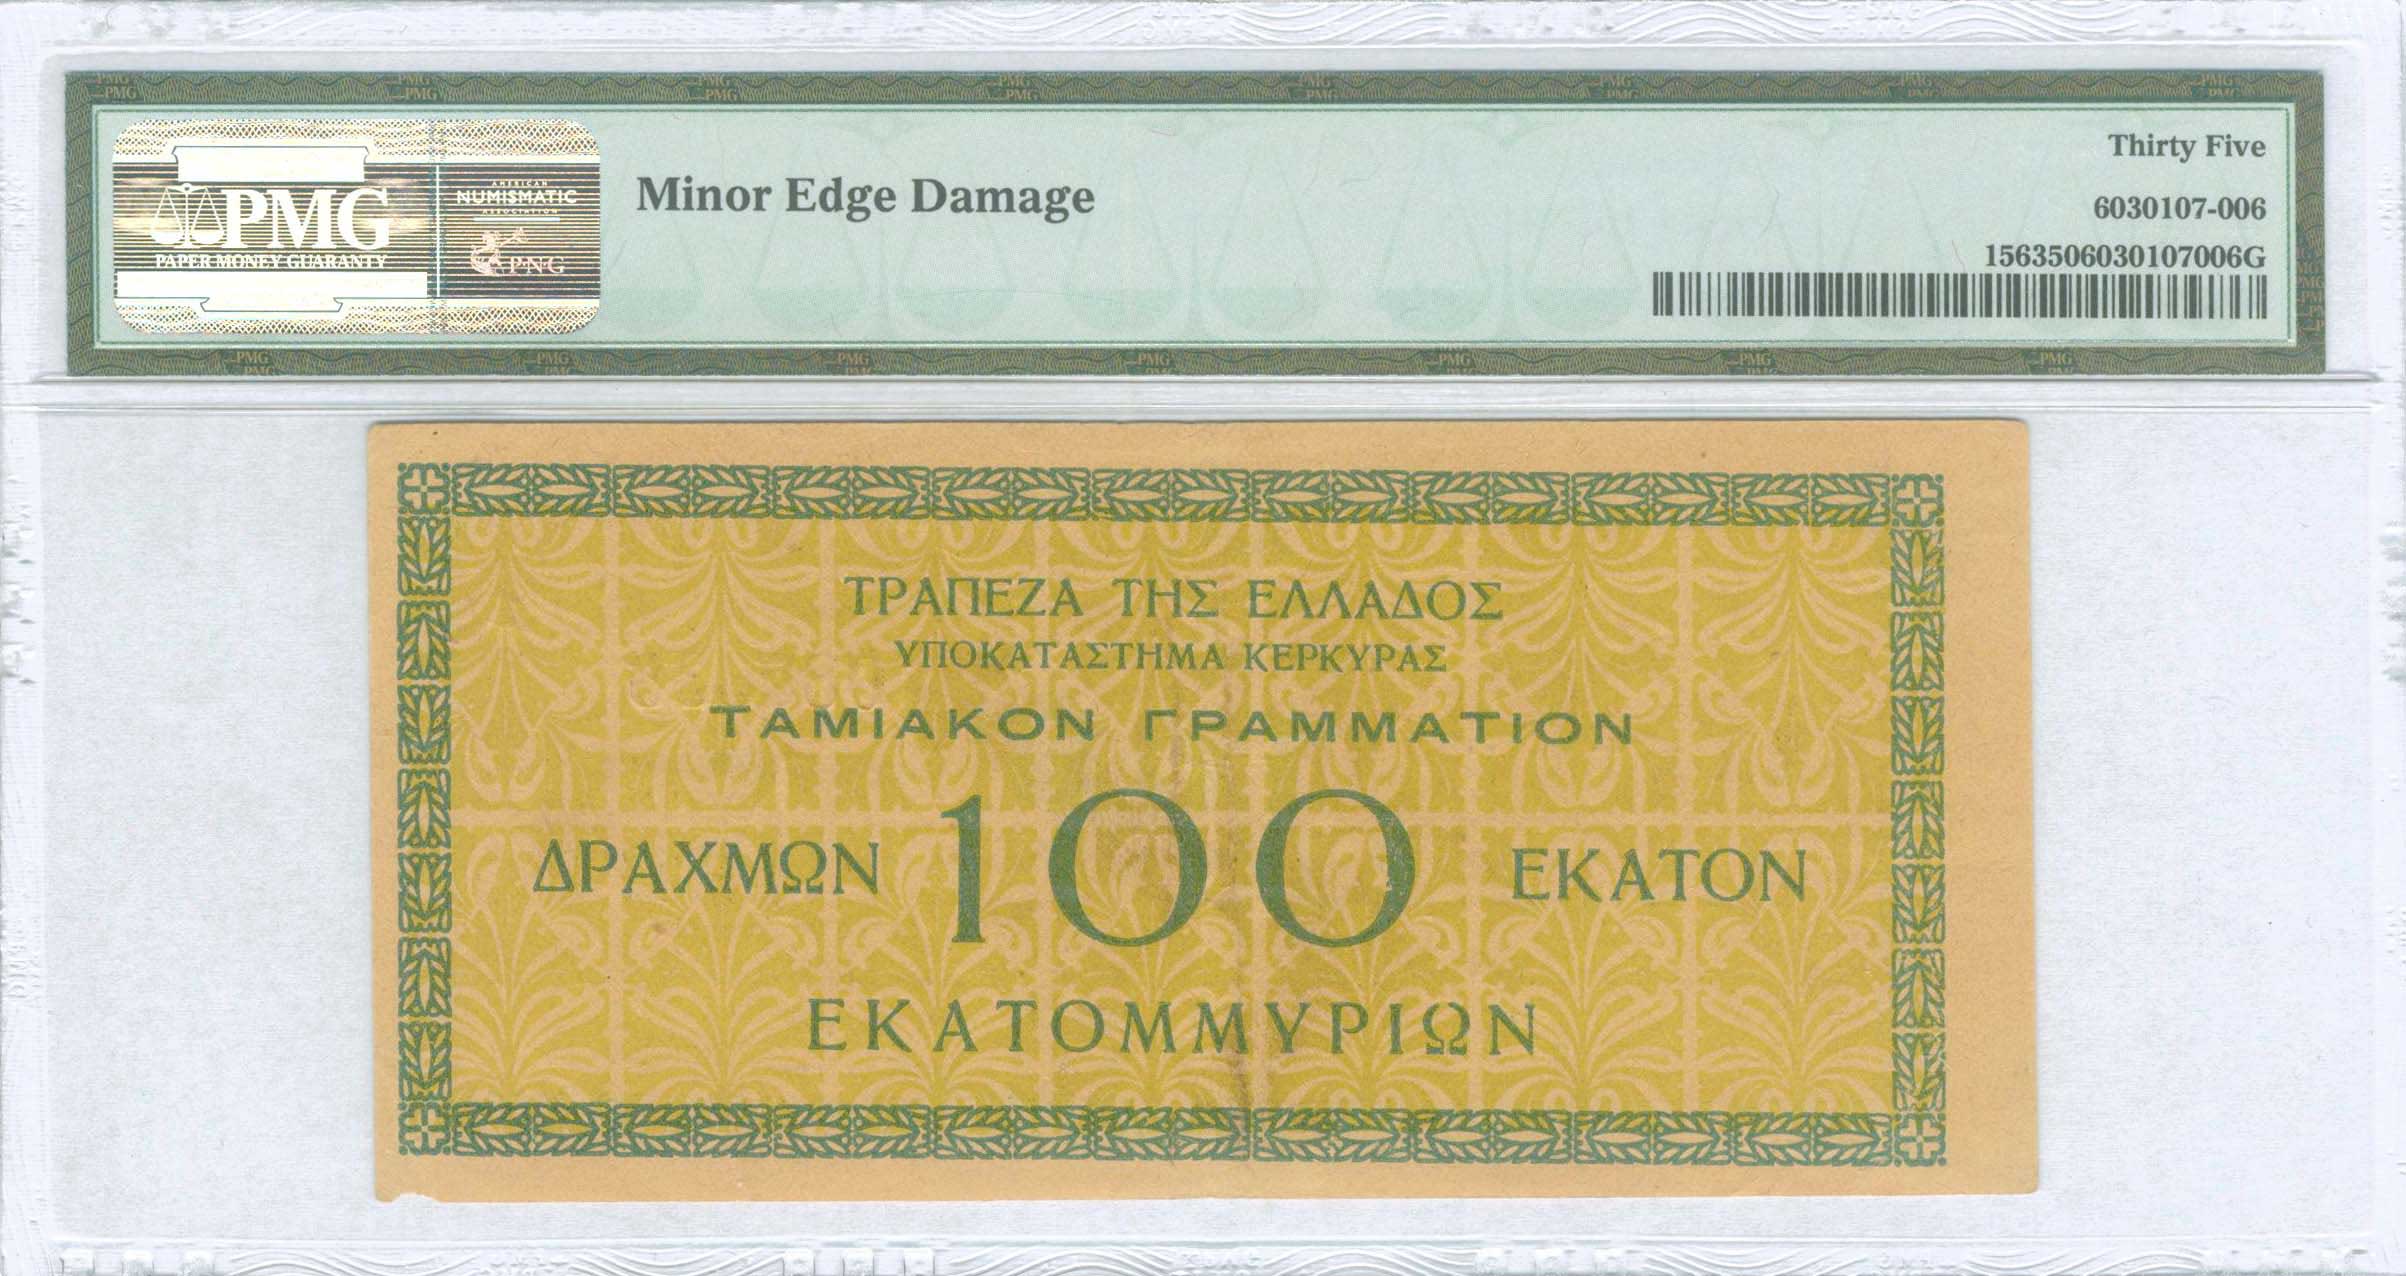 PMG
PAPER MONEY GUARANTY
AMERICAN
NUMISMATIC
ASSOCIATION
P·N·G
Minor Edge Damage
Thirty Five
6030107-006
1563506030107006G
ΤΡΑΠΕΖΑ ΤΗΣ ΕΛΛΑΔΟΣ
ΥΠΟΚΑΤΑΣΤΗΜΑ ΚΕΡΚΥΡΑΣ
ΤΑΜΙΑΚΟΝ ΓΡΑΜΜΑΤΙΟΝ
ΔΡΑΧΜΩΝ 100 ΕΚΑΤΟΝ
ΕΚΑΤΟΜΜΥΡΙΩΝ